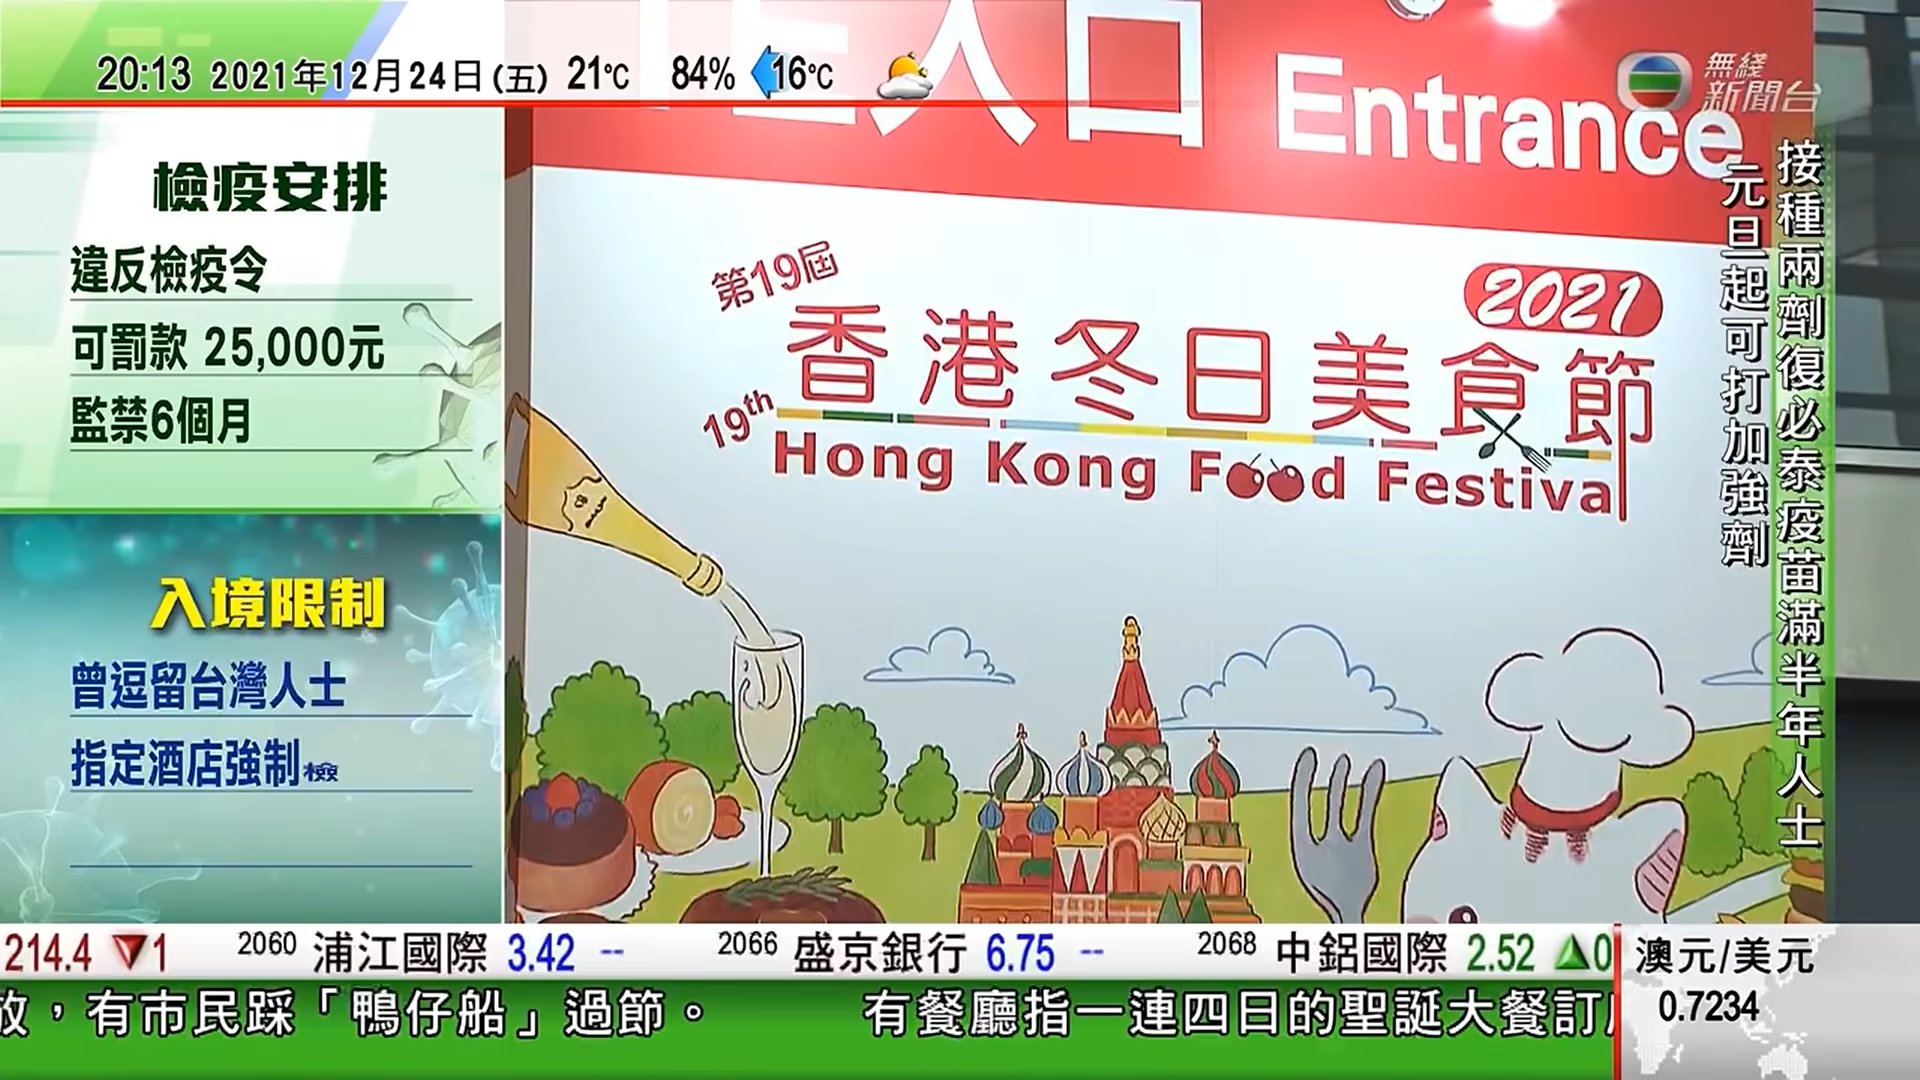 20:13 2021年12月24日(五) 21℃ 84% 16℃
無綫
新聞台
檢疫安排
違反檢疫令
可罰款 25,000元
監禁6個月
入境限制
曾逗留台灣人士
指定酒店強制檢
入口 Entrance
第19屆
2021
香港冬日美食節
19th
Hong Kong Food Festival
接種兩劑復必泰疫苗滿半年人士
元旦起可打加強劑
214.4 ▼1 2060 浦江國際 3.42 -- 2066 盛京銀行 6.75 -- 2068 中鋁國際 2.52 ▲0
澳元/美元
0.7234
，有市民踩「鴨仔船」過節。 有餐廳指一連四日的聖誕大餐訂